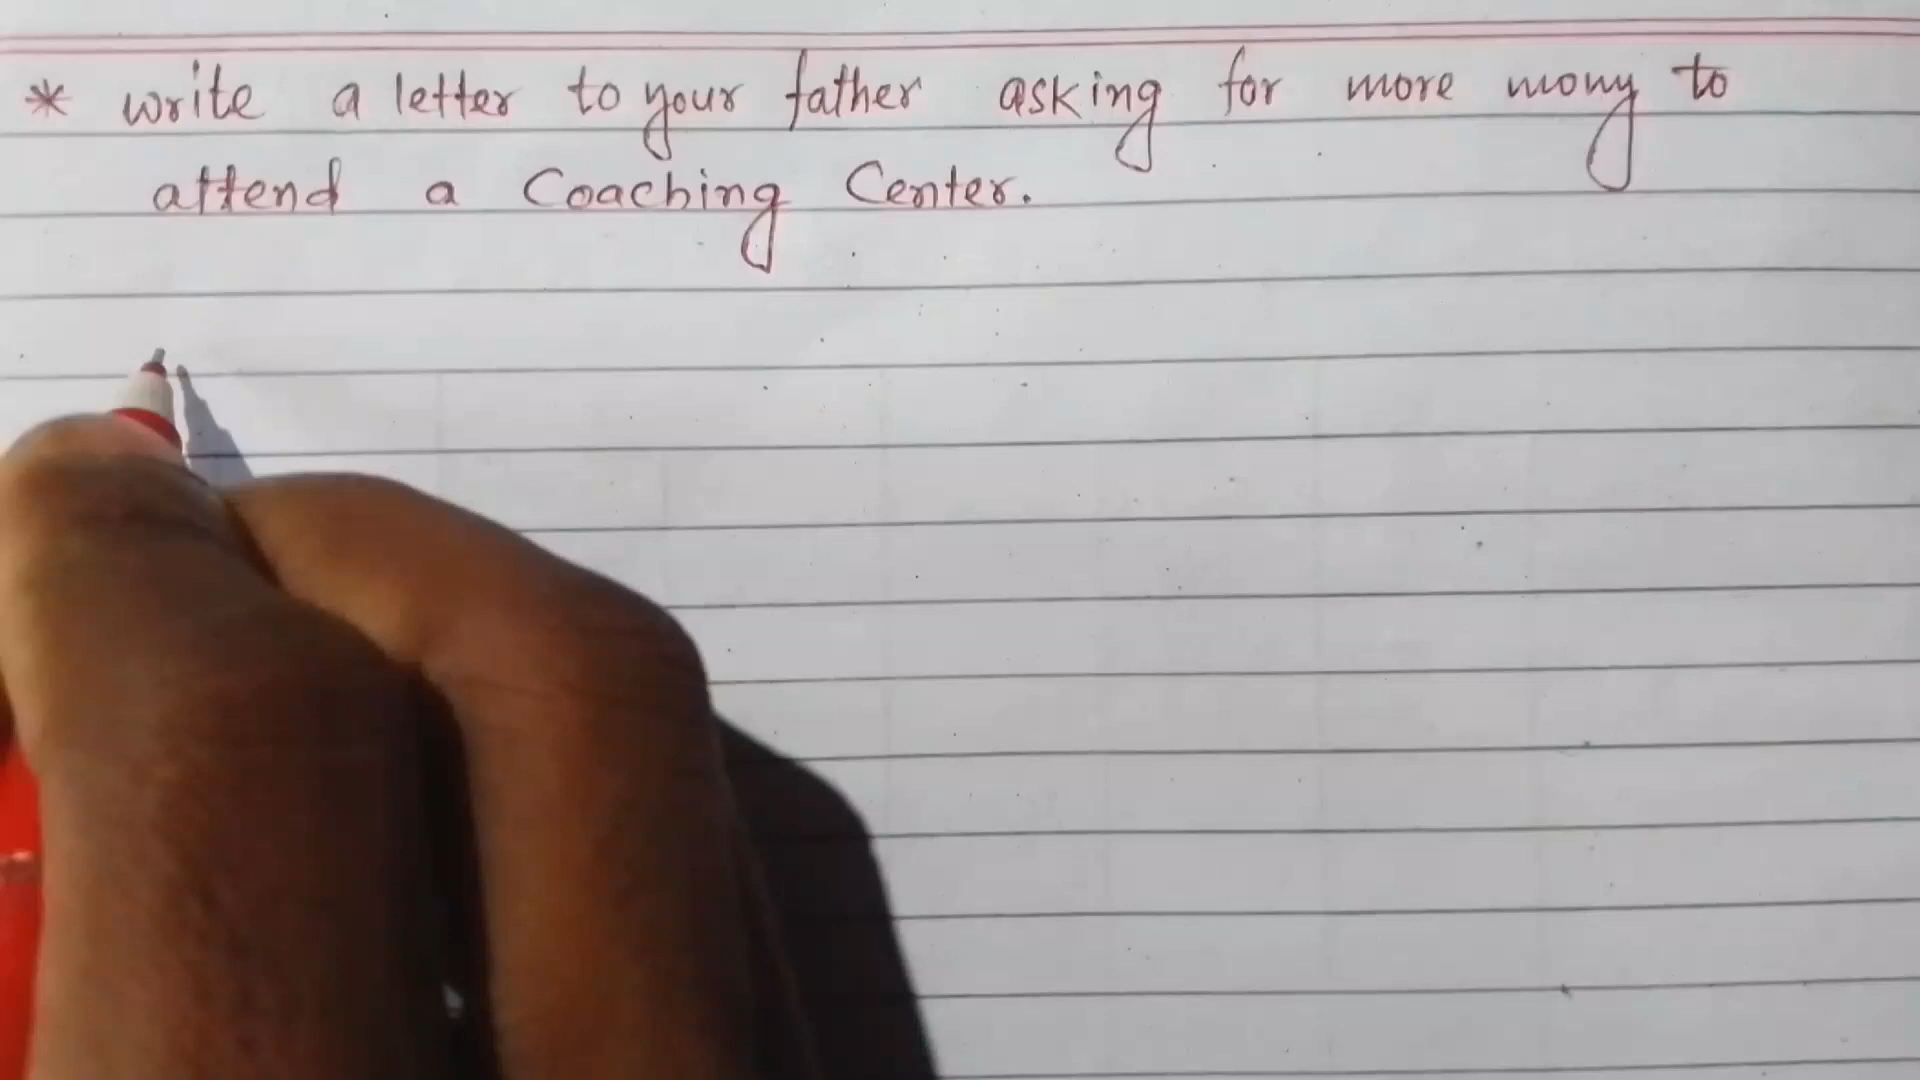 * write a letter to your father asking for more mony to
attend a Coaching Center.